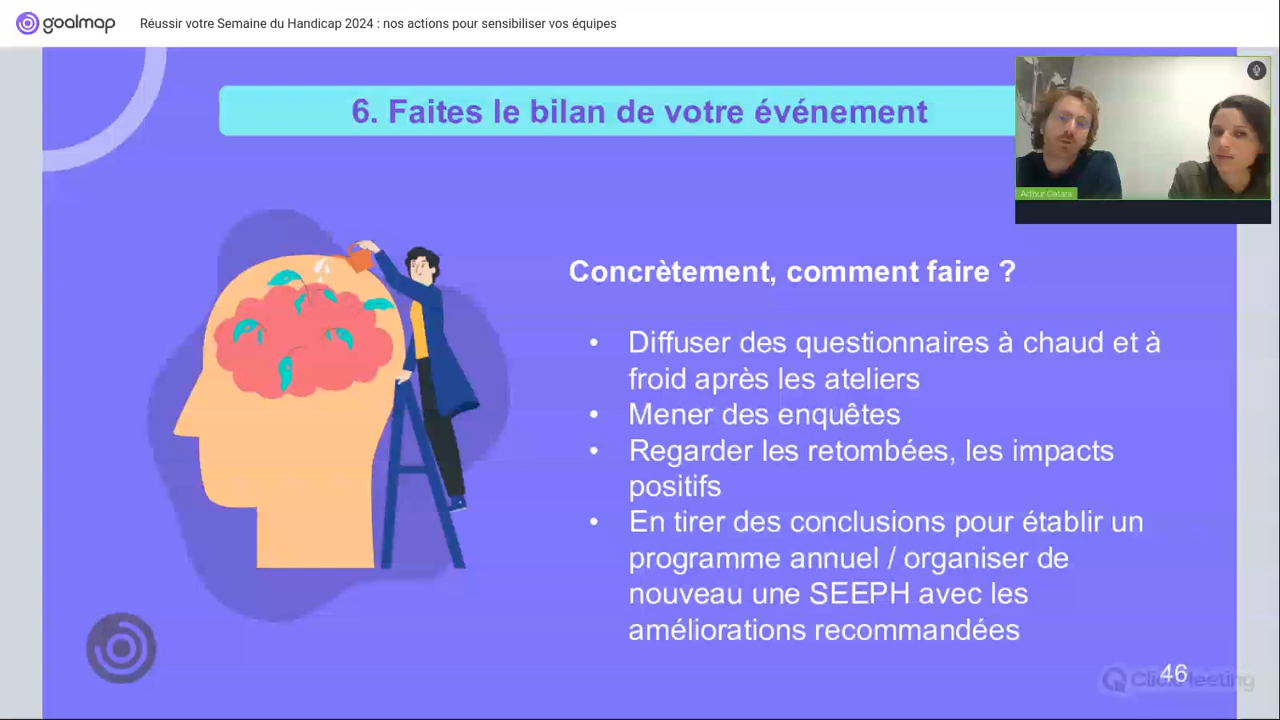 goalmap
Réussir votre Semaine du Handicap 2024 : nos actions pour sensibiliser vos équipes
6. Faites le bilan de votre événement
Arthur
Concrètement, comment faire ?
• Diffuser des questionnaires à chaud et à
froid après les ateliers
• Mener des enquêtes
• Regarder les retombées, les impacts
positifs
• En tirer des conclusions pour établir un
programme annuel / organiser de
nouveau une SEEPH avec les
améliorations recommandées
46
ClickMeeting